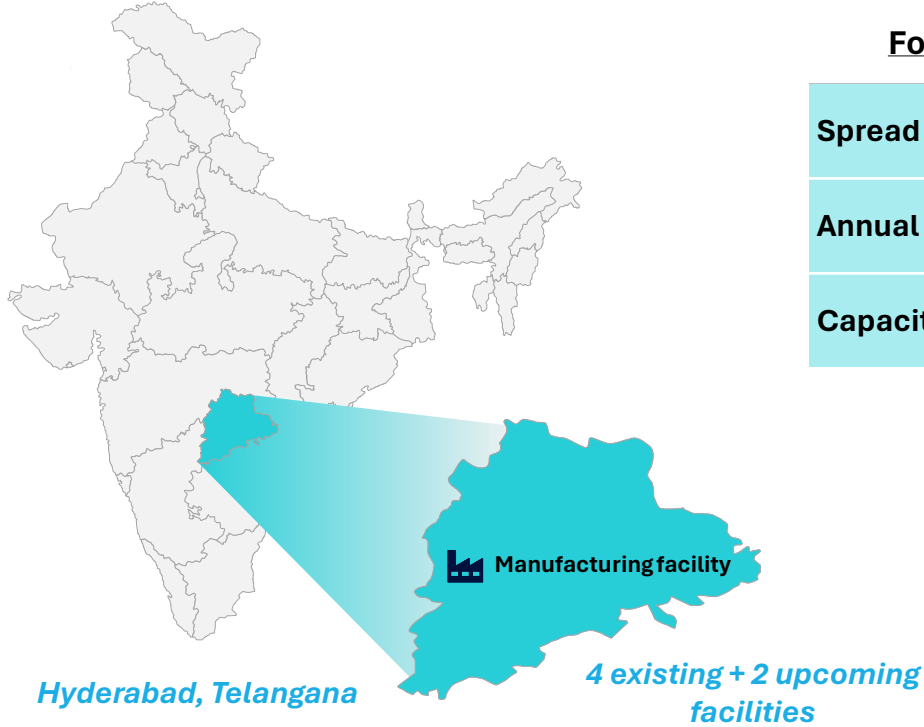 Fo
Spread
Annual
Capacit
Manufacturing facility
Hyderabad, Telangana
4 existing + 2 upcoming
facilities